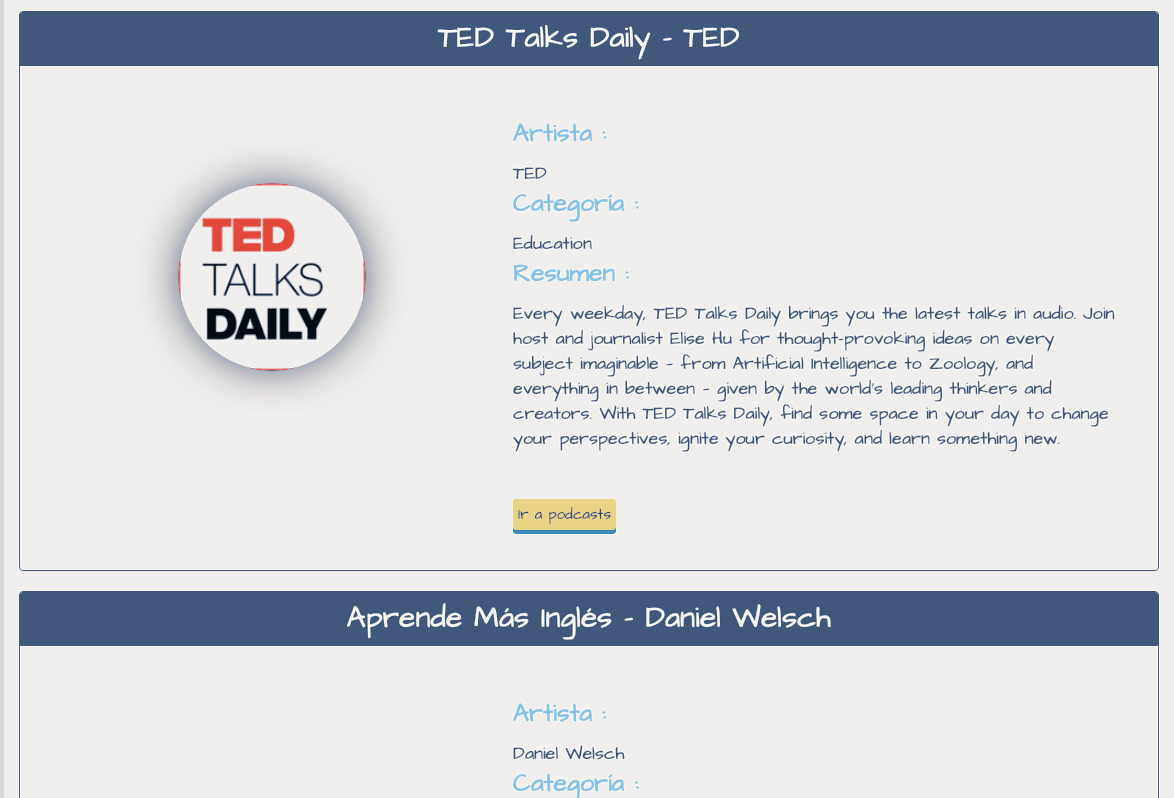 TED Talks Daily - TED
TED
TALKS
DAILY
Artista :
TED
Categoría :
Education
Resumen :
Every weekday, TED Talks Daily brings you the latest talks in audio. Join
host and journalist Elise Hu for thought-provoking ideas on every
subject imaginable – from Artificial Intelligence to Zoology, and
everything in between – given by the world's leading thinkers and
creators. With TED Talks Daily, find some space in your day to change
your perspectives, ignite your curiosity, and learn something new.
Ir a podcasts
Aprende Más Inglés - Daniel Welsch
Artista :
Daniel Welsch
Categoría :